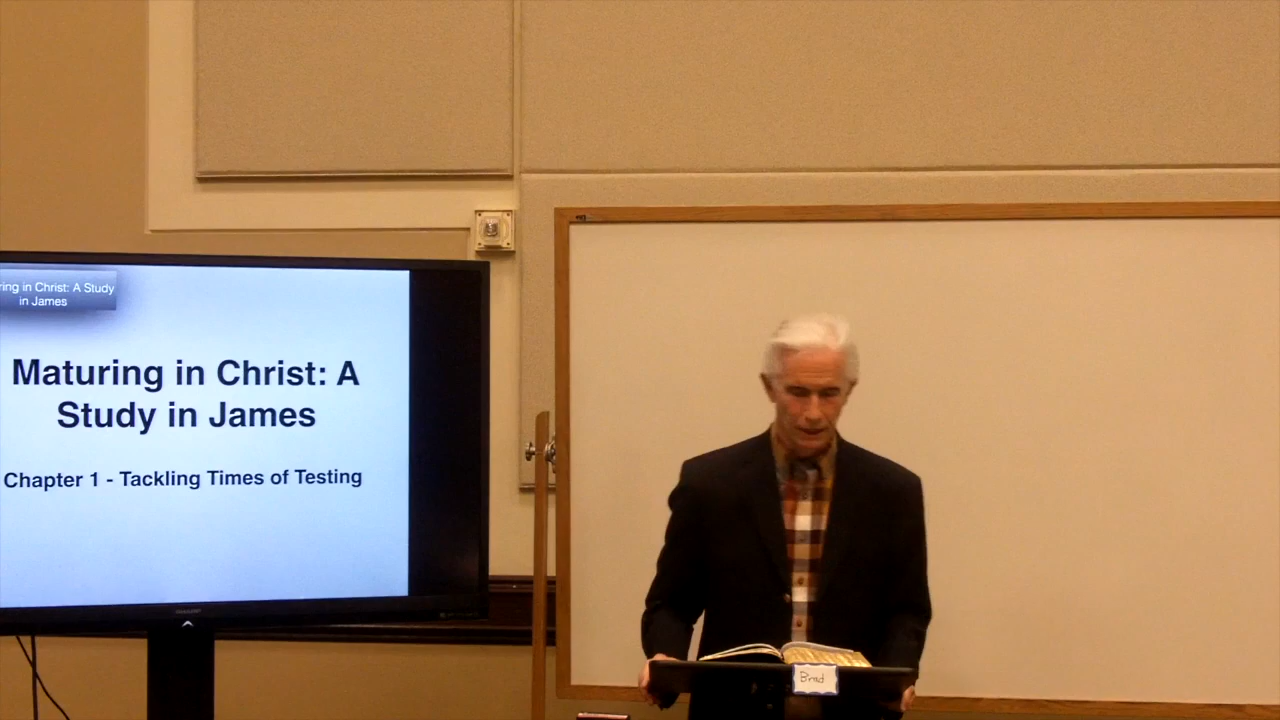 ring in Christ: A Study
in James
Maturing in Christ: A
Study in James
Chapter 1 - Tackling Times of Testing
SHARP
Brad